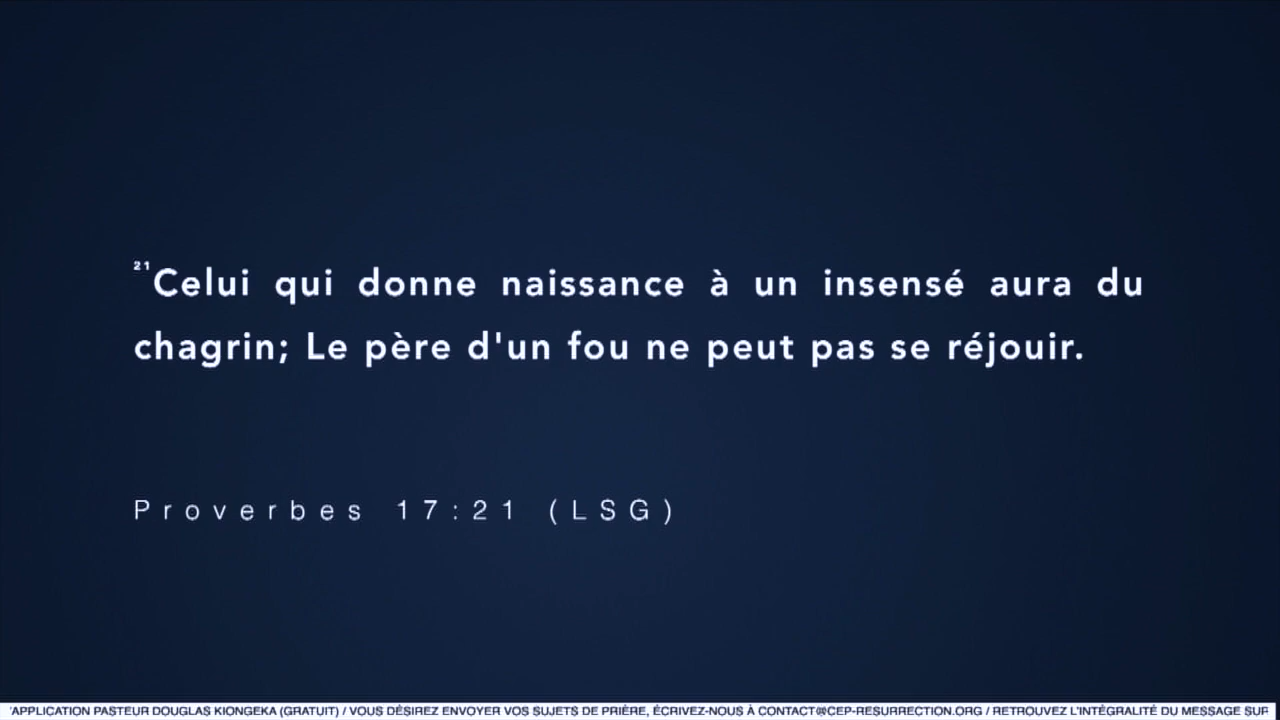 21Celui qui donne naissance à un insensé aura du
chagrin; Le père d'un fou ne peut pas se réjouir.
Proverbes 17:21 (LSG)
'APPLICATION PASTEUR DOUGLAS KIONGEKA (GRATUIT) / VOUS DÉSIREZ ENVOYER VOS SUJETS DE PRIÈRE, ÉCRIVEZ-NOUS À CONTACT@CEP-RESURRECTION.ORG / RETROUVEZ L'INTÉGRALITÉ DU MESSAGE SUR